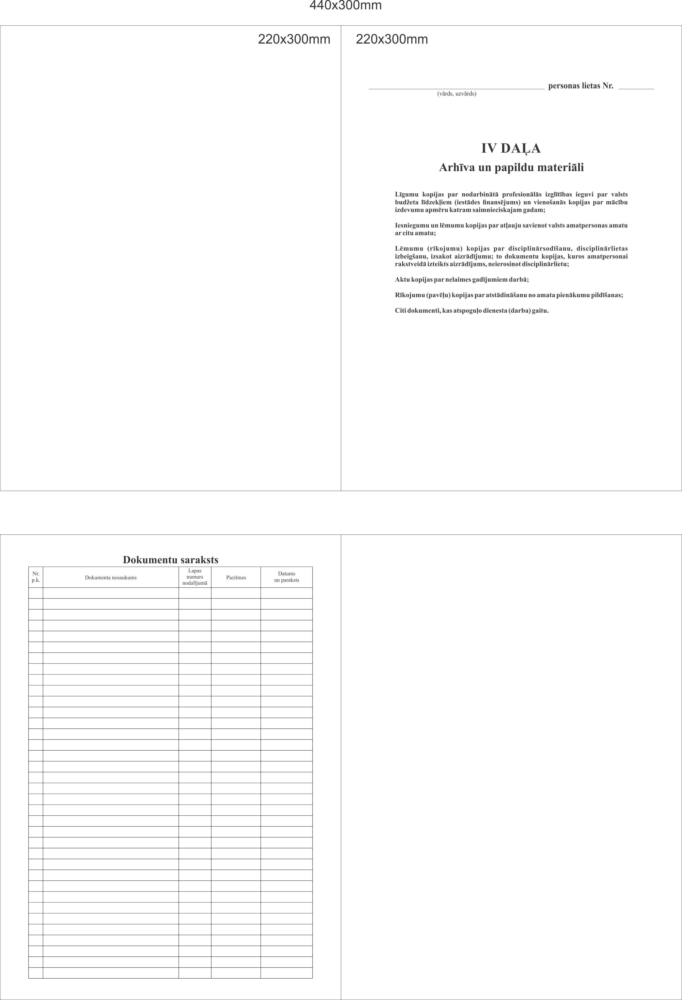 440x300mm
220x300mm
220x300mm
personas lietas Nr.
(vārds, uzvārds)
IV DAĻA
Arhīva un papildu materiāli
Līgumu kopijas par nodarbinātā profesionālās izglītības ieguvi par valsts
budžeta līdzekļiem (iestādes finansējums) un vienošanās kopijas par mācību
izdevumu apmēru katram saimnieciskajam gadam;
Iesniegumu un lēmumu kopijas par atļauju savienot valsts amatpersonas amatu
ar citu amatu;
Lēmumu (rīkojumu) kopijas par disciplinārsodīšanu, disciplinārlietas
izbeigšanu, izsakot aizrādījumu; to dokumentu kopijas, kuros amatpersonai
rakstveidā izteikts aizrādījums, neierosinot disciplinārlietu;
Aktu kopijas par nelaimes gadījumiem darbā;
Rīkojumu (pavēļu) kopijas par atstādināšanu no amata pienākumu pildīšanas;
Citi dokumenti, kas atspoguļo dienesta (darba) gaitu.
Dokumentu saraksts
Nr.
p.k.
Dokumenta nosaukums
Lapas
numurs
nodalījumā
Piezīmes
Datums
un paraksts